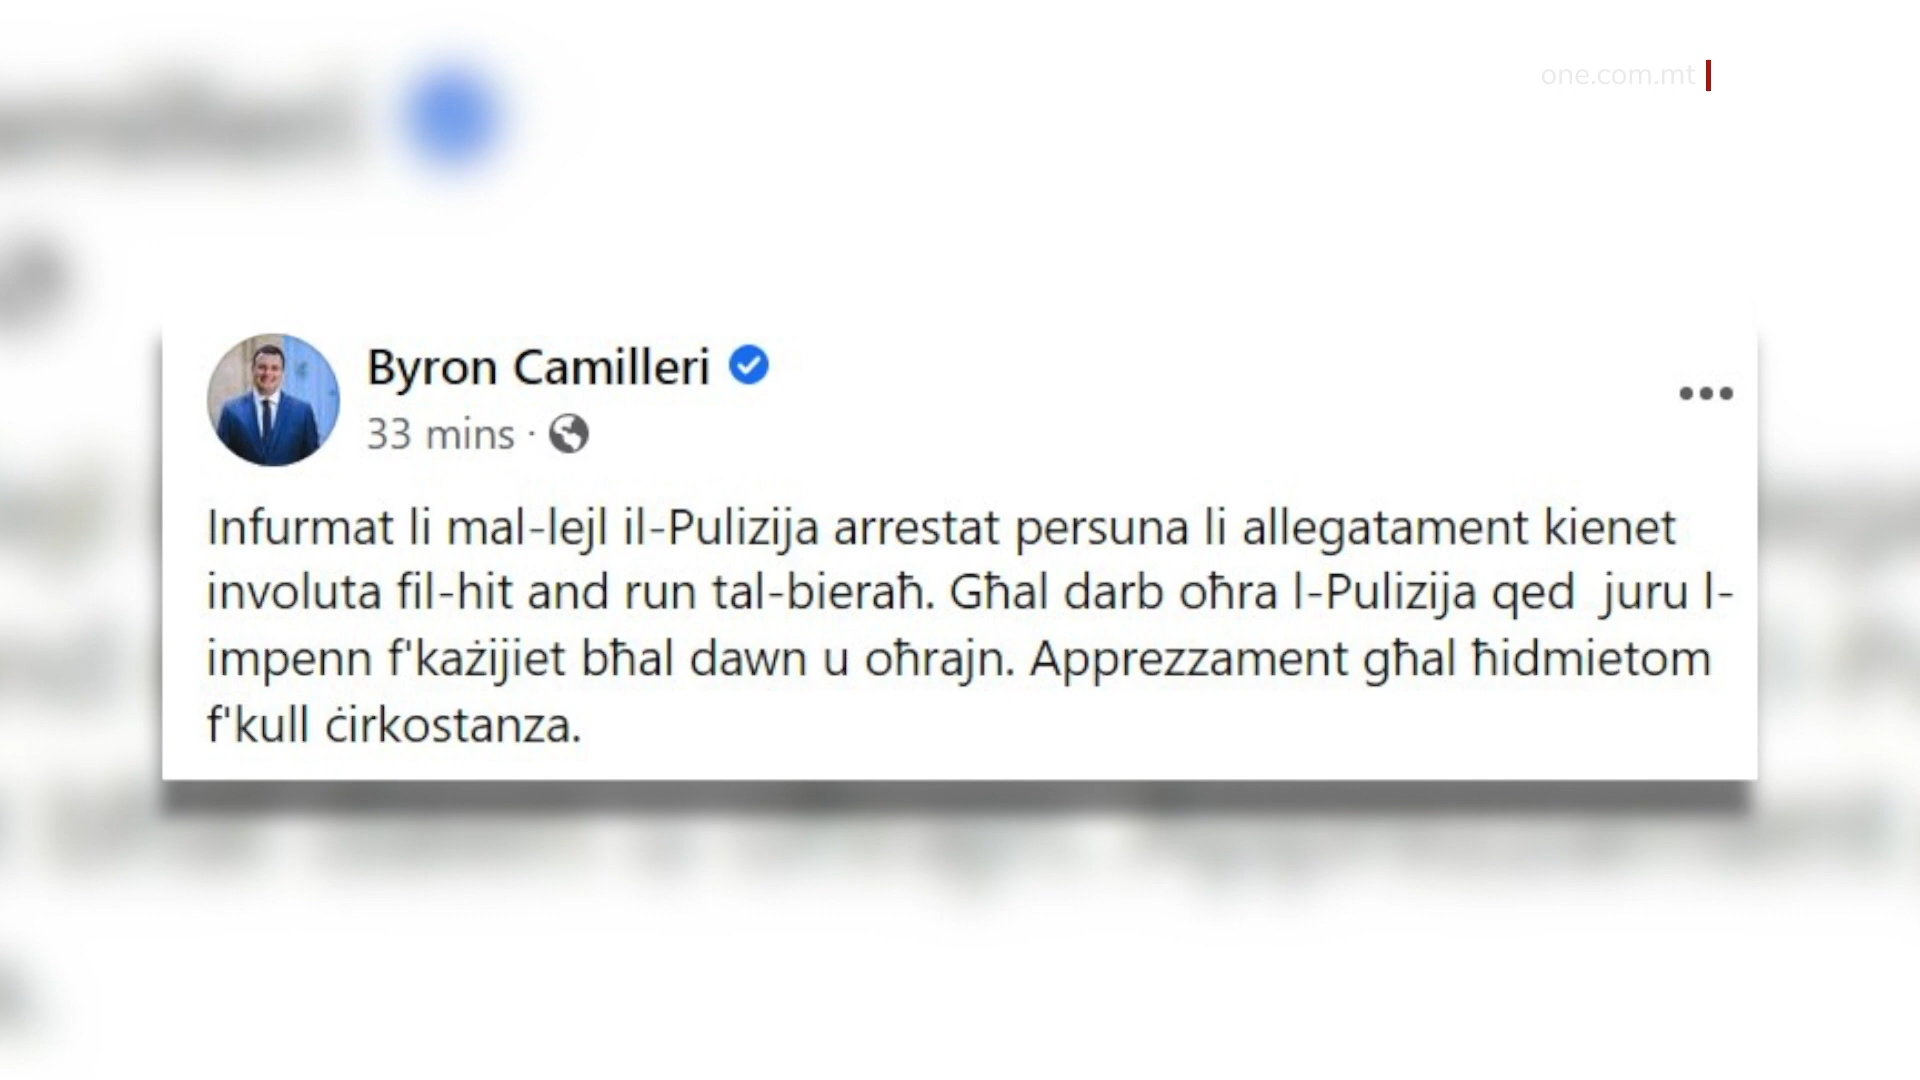 one.com.mt
Byron Camilleri
33 mins ·
Infurmat li mal-lejl il-Pulizija arrestat persuna li allegatament kienet
involuta fil-hit and run tal-bieraħ. Għal darb oħra l-Pulizija qed  juru l-
impenn f'każijiet bħal dawn u oħrajn. Apprezzament għal ħidmietom
f'kull ċirkostanza.